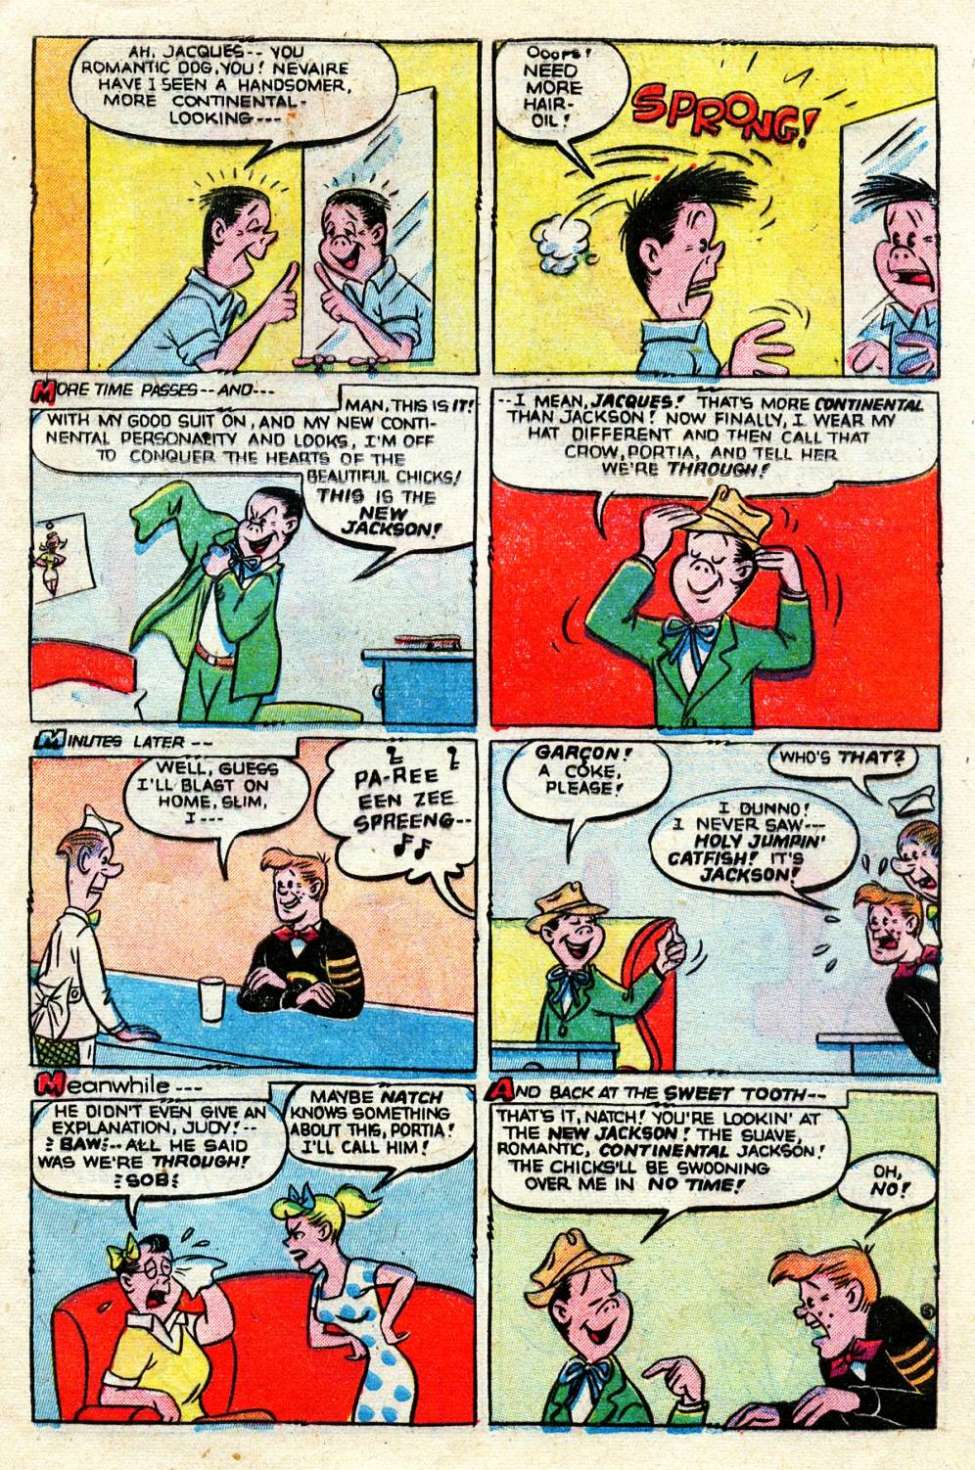 AH, JACQUES-- YOU
ROMANTIC DOG, YOU! NEVAIRE
HAVE I SEEN A HANDSOMER,
MORE CONTINENTAL-
LOOKING---
OOOPS!
NEED
MORE
HAIR-
OIL!
SPRONG!
MORE TIME PASSES-- AND---
MAN, THIS IS IT!
WITH MY GOOD SUIT ON, AND MY NEW CONTI-
NENTAL PERSONALITY AND LOOKS, I'M OFF
TO CONQUER THE HEARTS OF THE
BEAUTIFUL CHICKS!
THIS IS THE
NEW
JACKSON!
--I MEAN, JACQUES! THAT'S MORE CONTINENTAL
THAN JACKSON! NOW FINALLY, I WEAR MY
HAT DIFFERENT AND THEN CALL THAT
CROW, PORTIA, AND TELL HER
WE'RE THROUGH!
MINUTES LATER --
WELL, GUESS
I'LL BLAST ON
HOME, SLIM,
I---
PA-REE
EEN ZEE
SPREENG--
GARÇON!
A COKE,
PLEASE!
WHO'S THAT?
I DUNNO!
I NEVER SAW---
HOLY JUMPIN'
CATFISH! IT'S
JACKSON!
Meanwhile ---
HE DIDN'T EVEN GIVE AN
EXPLANATION, JUDY!--
BAW!-- ALL HE SAID
WAS WE'RE THROUGH!
SOB!
MAYBE NATCH
KNOWS SOMETHING
ABOUT THIS, PORTIA!
I'LL CALL HIM!
AND BACK AT THE SWEET TOOTH--
THAT'S IT, NATCH! YOU'RE LOOKIN' AT
THE NEW JACKSON! THE SUAVE,
ROMANTIC, CONTINENTAL JACKSON!
THE CHICKS'LL BE SWOONING
OVER ME IN NO TIME!
OH,
NO!